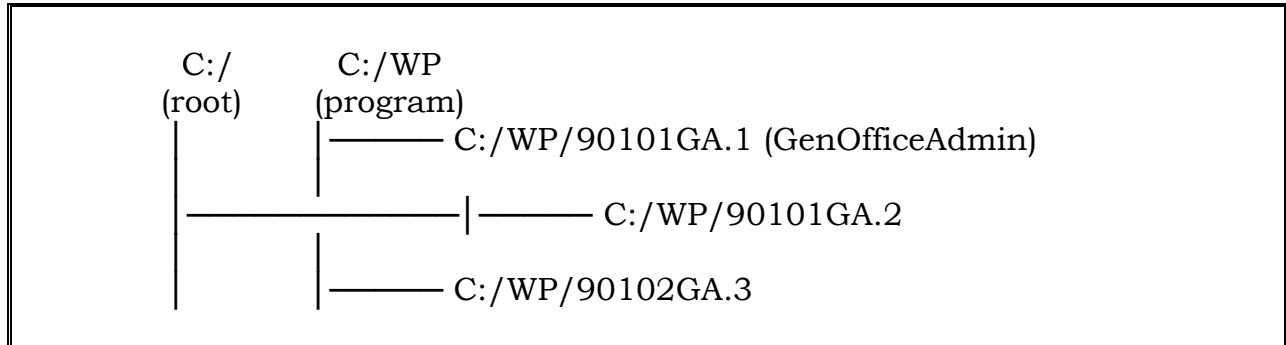 C:/ C:/WP
(root) (program)
C:/WP/90101GA.1 (GenOfficeAdmin)
C:/WP/90101GA.2
C:/WP/90102GA.3